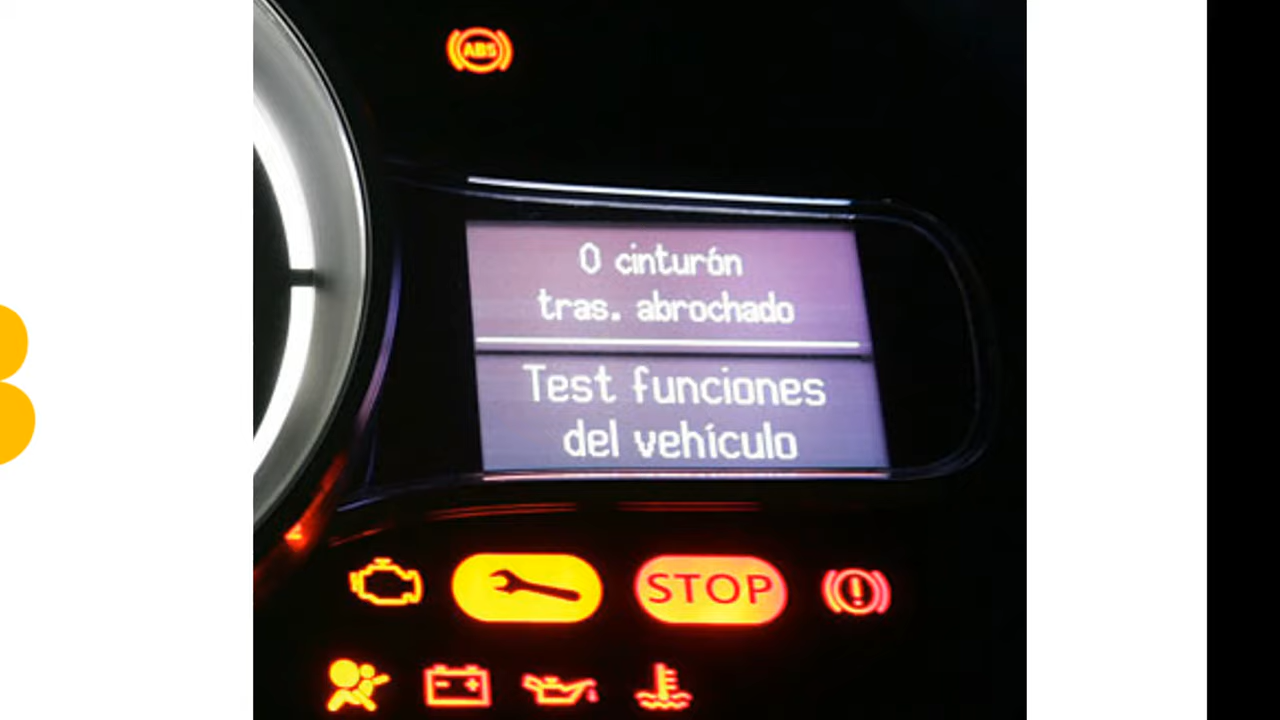 ABS
0 cinturón
tras. abrochado
Test funciones
del vehículo
STOP